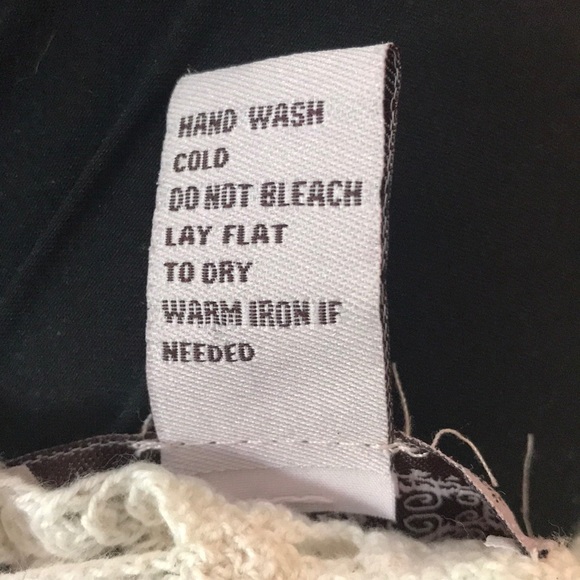 HAND WASH
COLD
DO NOT BLEACH
LAY FLAT
TO DRY
WARM IRON IF
NEEDED